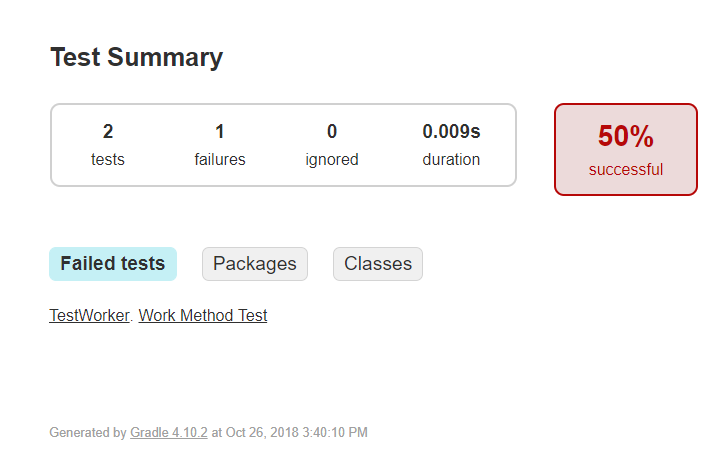 Test Summary
2 1 0 0.009s
tests failures ignored duration
50%
successful
Failed tests Packages Classes
TestWorker. Work Method Test
Generated by Gradle 4.10.2 at Oct 26, 2018 3:40:10 PM